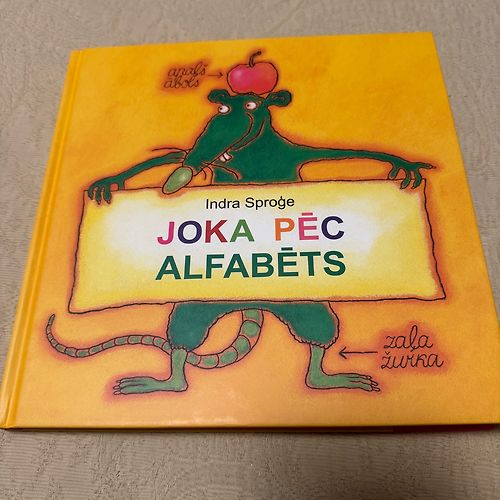 apaļš
ābols
Indra Sproģe
JOKA PĒC
ALFABĒTS
zaļa
žurka